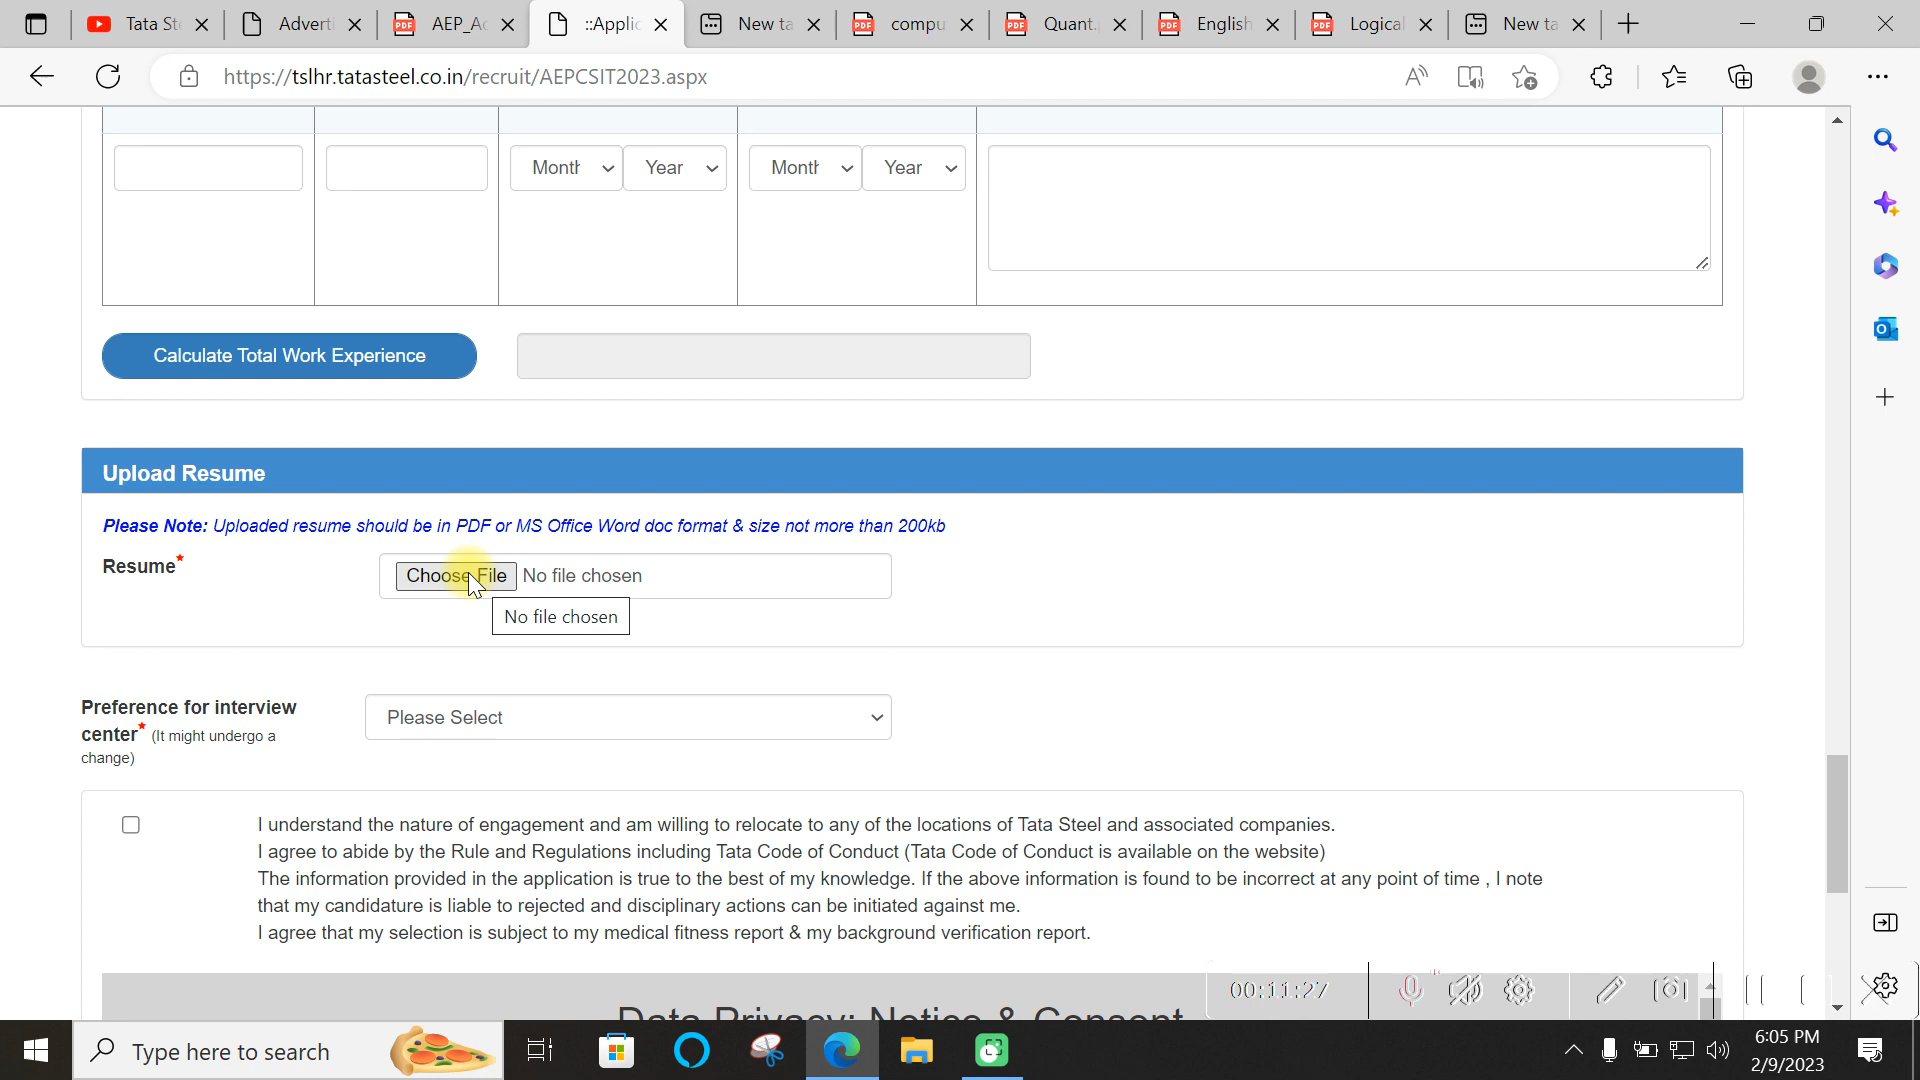 Tata St
Adverti
AEP_Ac
::Applic
New ta
compu
Quant.
English
Logical
New ta
https://tslhr.tatasteel.co.in/recruit/AEPCSIT2023.aspx
Month Year Month Year
Calculate Total Work Experience
Upload Resume
Please Note: Uploaded resume should be in PDF or MS Office Word doc format & size not more than 200kb
Resume*
Choose File No file chosen
No file chosen
Preference for interview
center* (It might undergo a
change)
Please Select
I understand the nature of engagement and am willing to relocate to any of the locations of Tata Steel and associated companies.
I agree to abide by the Rule and Regulations including Tata Code of Conduct (Tata Code of Conduct is available on the website)
The information provided in the application is true to the best of my knowledge. If the above information is found to be incorrect at any point of time , I note
that my candidature is liable to rejected and disciplinary actions can be initiated against me.
I agree that my selection is subject to my medical fitness report & my background verification report.
Data Privacy: Notice & Consent
00:11:27
Type here to search
6:05 PM
2/9/2023